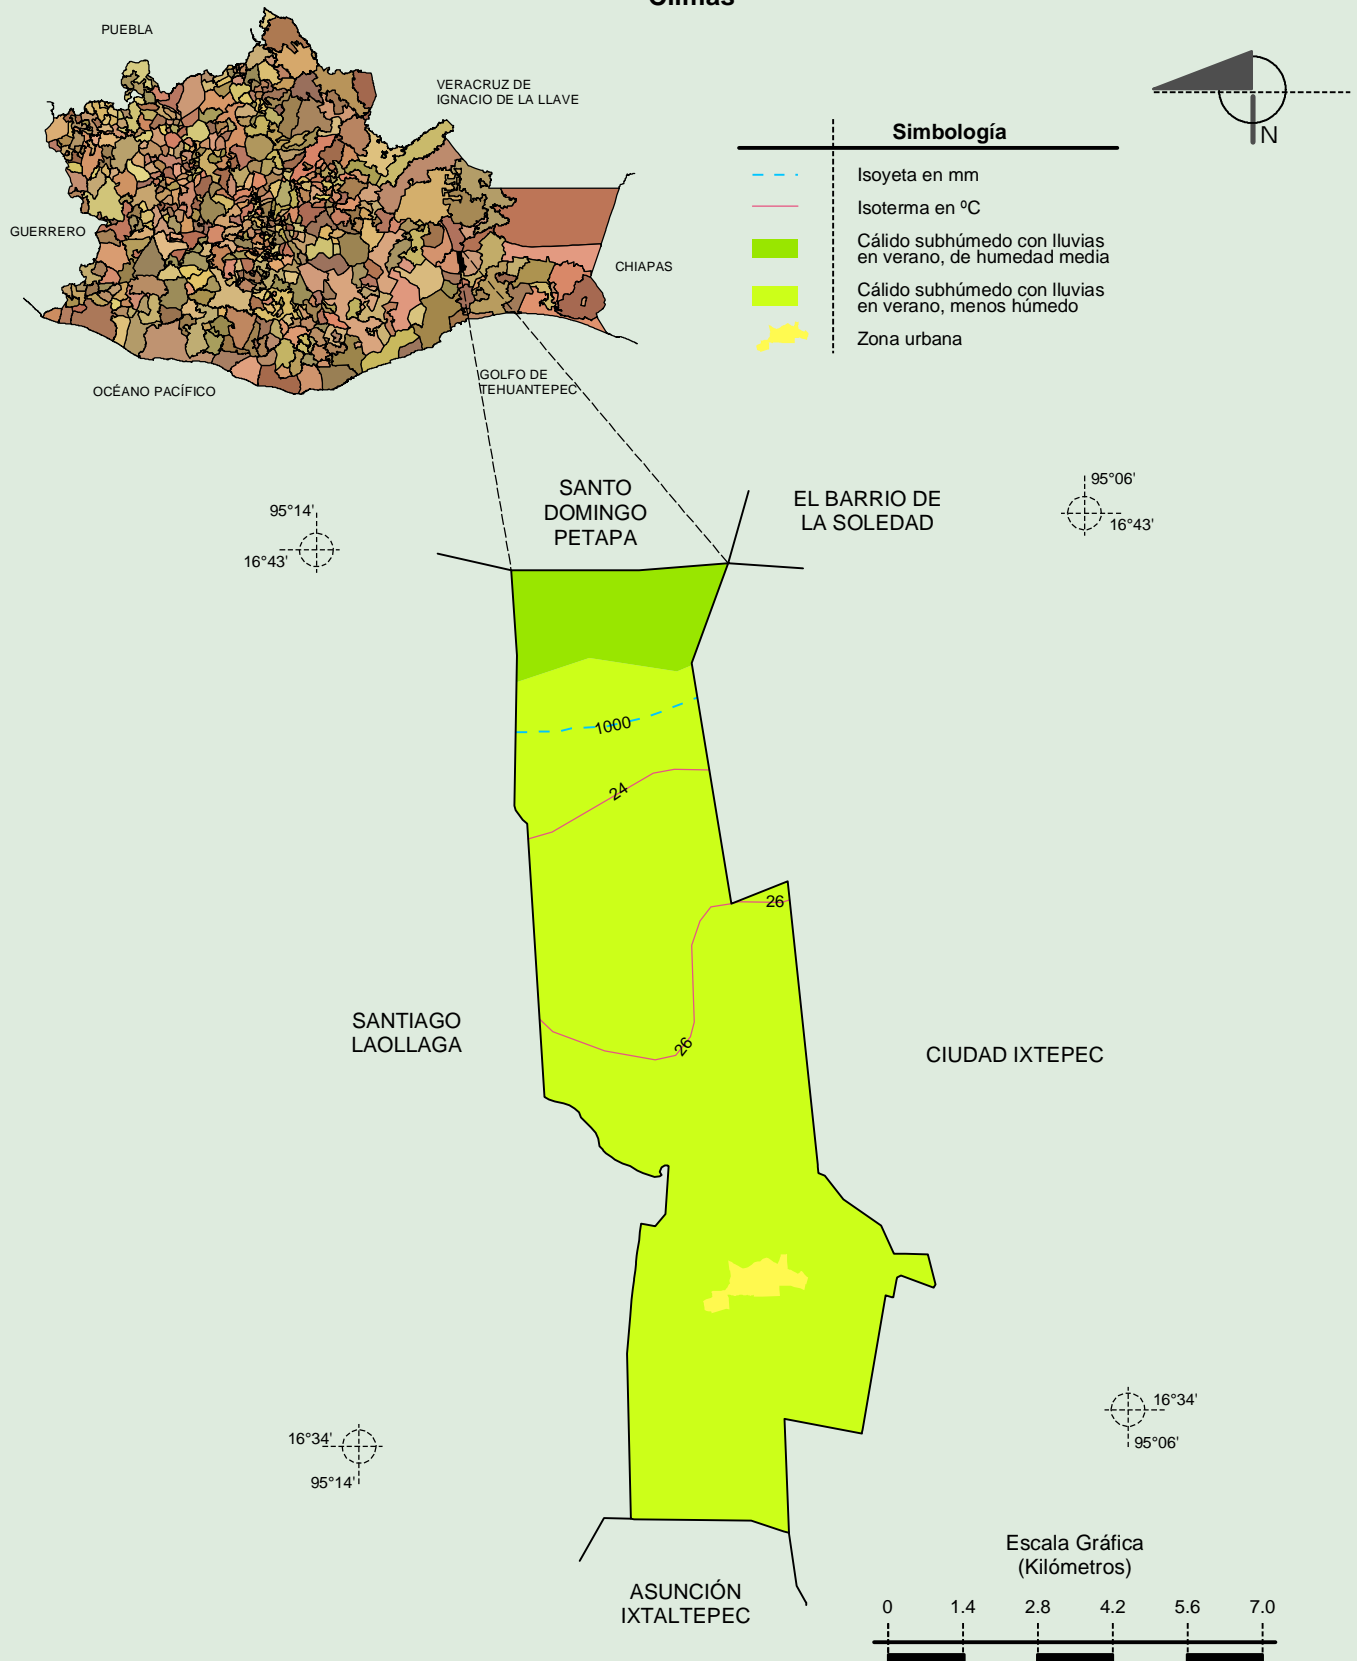 Climas
PUEBLA
VERACRUZ DE
IGNACIO DE LA LLAVE
GUERRERO
CHIAPAS
OCÉANO PACÍFICO
GOLFO DE
TEHUANTEPEC
N
Simbología
Isoyeta en mm
Isoterma en ºC
Cálido subhúmedo con lluvias
en verano, de humedad media
Cálido subhúmedo con lluvias
en verano, menos húmedo
Zona urbana
95°14'
16°43'
SANTO
DOMINGO
PETAPA
EL BARRIO DE
LA SOLEDAD
95°06'
16°43'
1000
24
26
26
SANTIAGO
LAOLLAGA
CIUDAD IXTEPEC
16°34'
95°14'
16°34'
95°06'
ASUNCIÓN
IXTALTEPEC
Escala Gráfica
(Kilómetros)
0 1.4 2.8 4.2 5.6 7.0